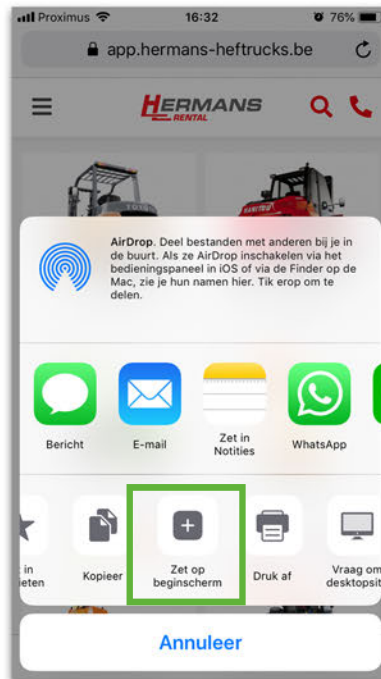 Proximus 16:32 76%
app.hermans-heftrucks.be
HERMANS
RENTAL
AirDrop. Deel bestanden met anderen bij je in
de buurt. Als ze AirDrop inschakelen via het
bedieningspaneel in iOS of via de Finder op de
Mac, zie je hun namen hier. Tik erop om te
delen.
Bericht
E-mail
Zet in
Notities
WhatsApp
in
ieten
Kopieer
Zet op
beginscherm
Druk af
Vraag om
desktopsit
Annuleer